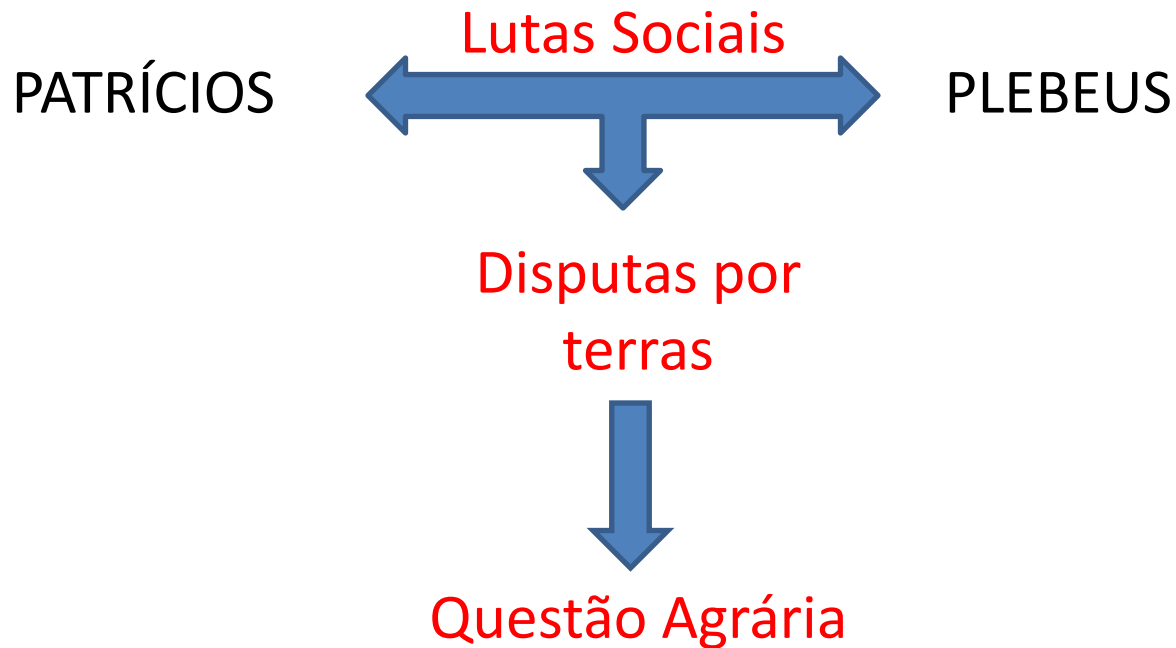 Lutas Sociais
PATRÍCIOS
PLEBEUS
Disputas por
terras
Questão Agrária